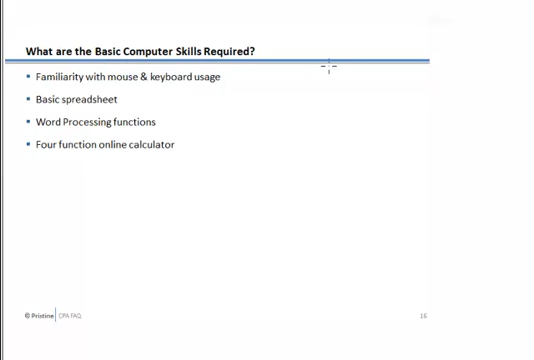 What are the Basic Computer Skills Required?
▪ Familiarity with mouse & keyboard usage
▪ Basic spreadsheet
▪ Word Processing functions
▪ Four function online calculator
© Pristine CPA FAQ 16